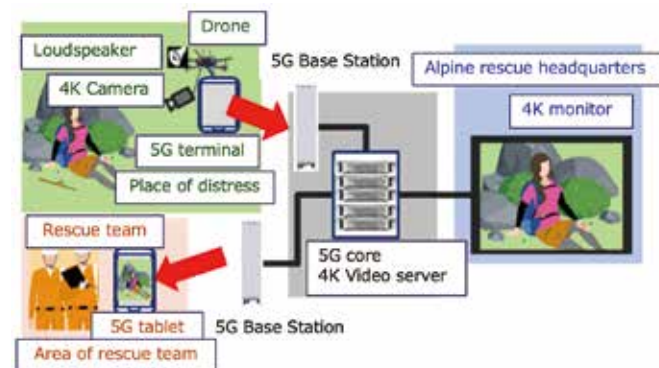 Drone
Loudspeaker
5G Base Station
Alpine rescue headquarters
4K Camera
4K monitor
5G terminal
Place of distress
Rescue team
5G core
4K Video server
5G tablet
5G Base Station
Area of rescue team